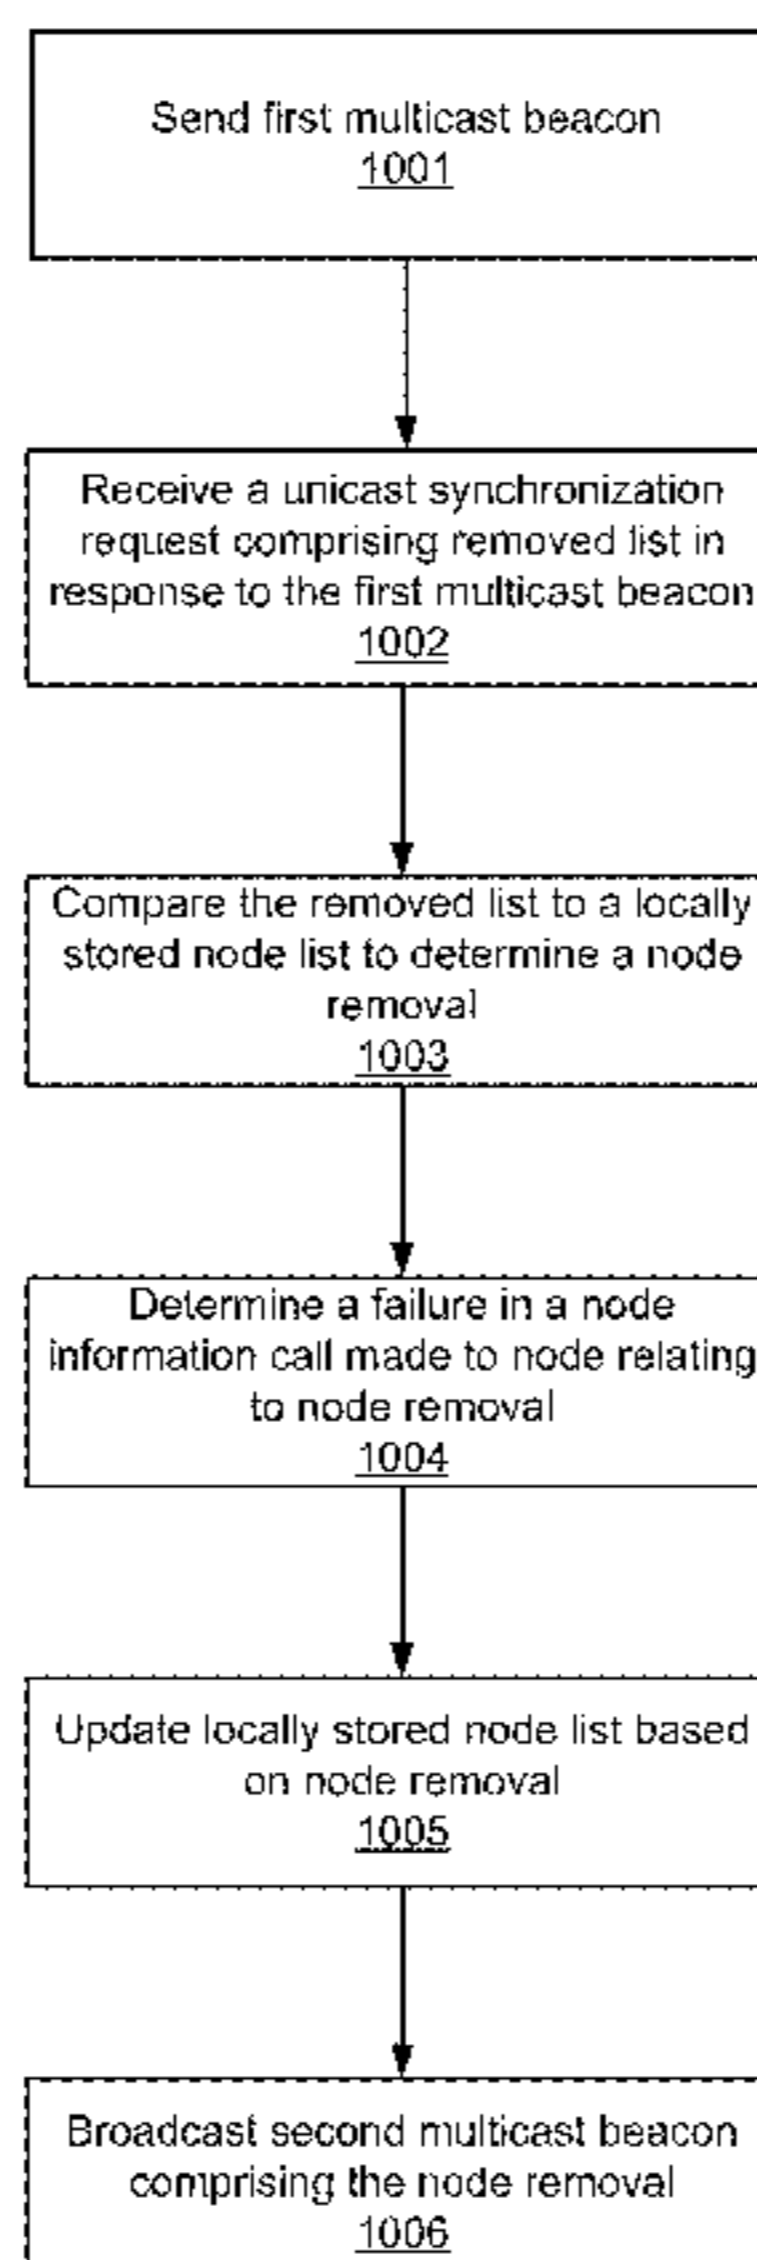 Send first multicast beacon
1001
Receive a unicast synchronization
request comprising removed list in
response to the first multicast beacon
1002
Compare the removed list to a locally
stored node list to determine a node
removal
1003
Determine a failure in a node
information call made to node relating
to node removal
1004
Update locally stored node list based
on node removal
1005
Broadcast second multicast beacon
comprising the node removal
1006